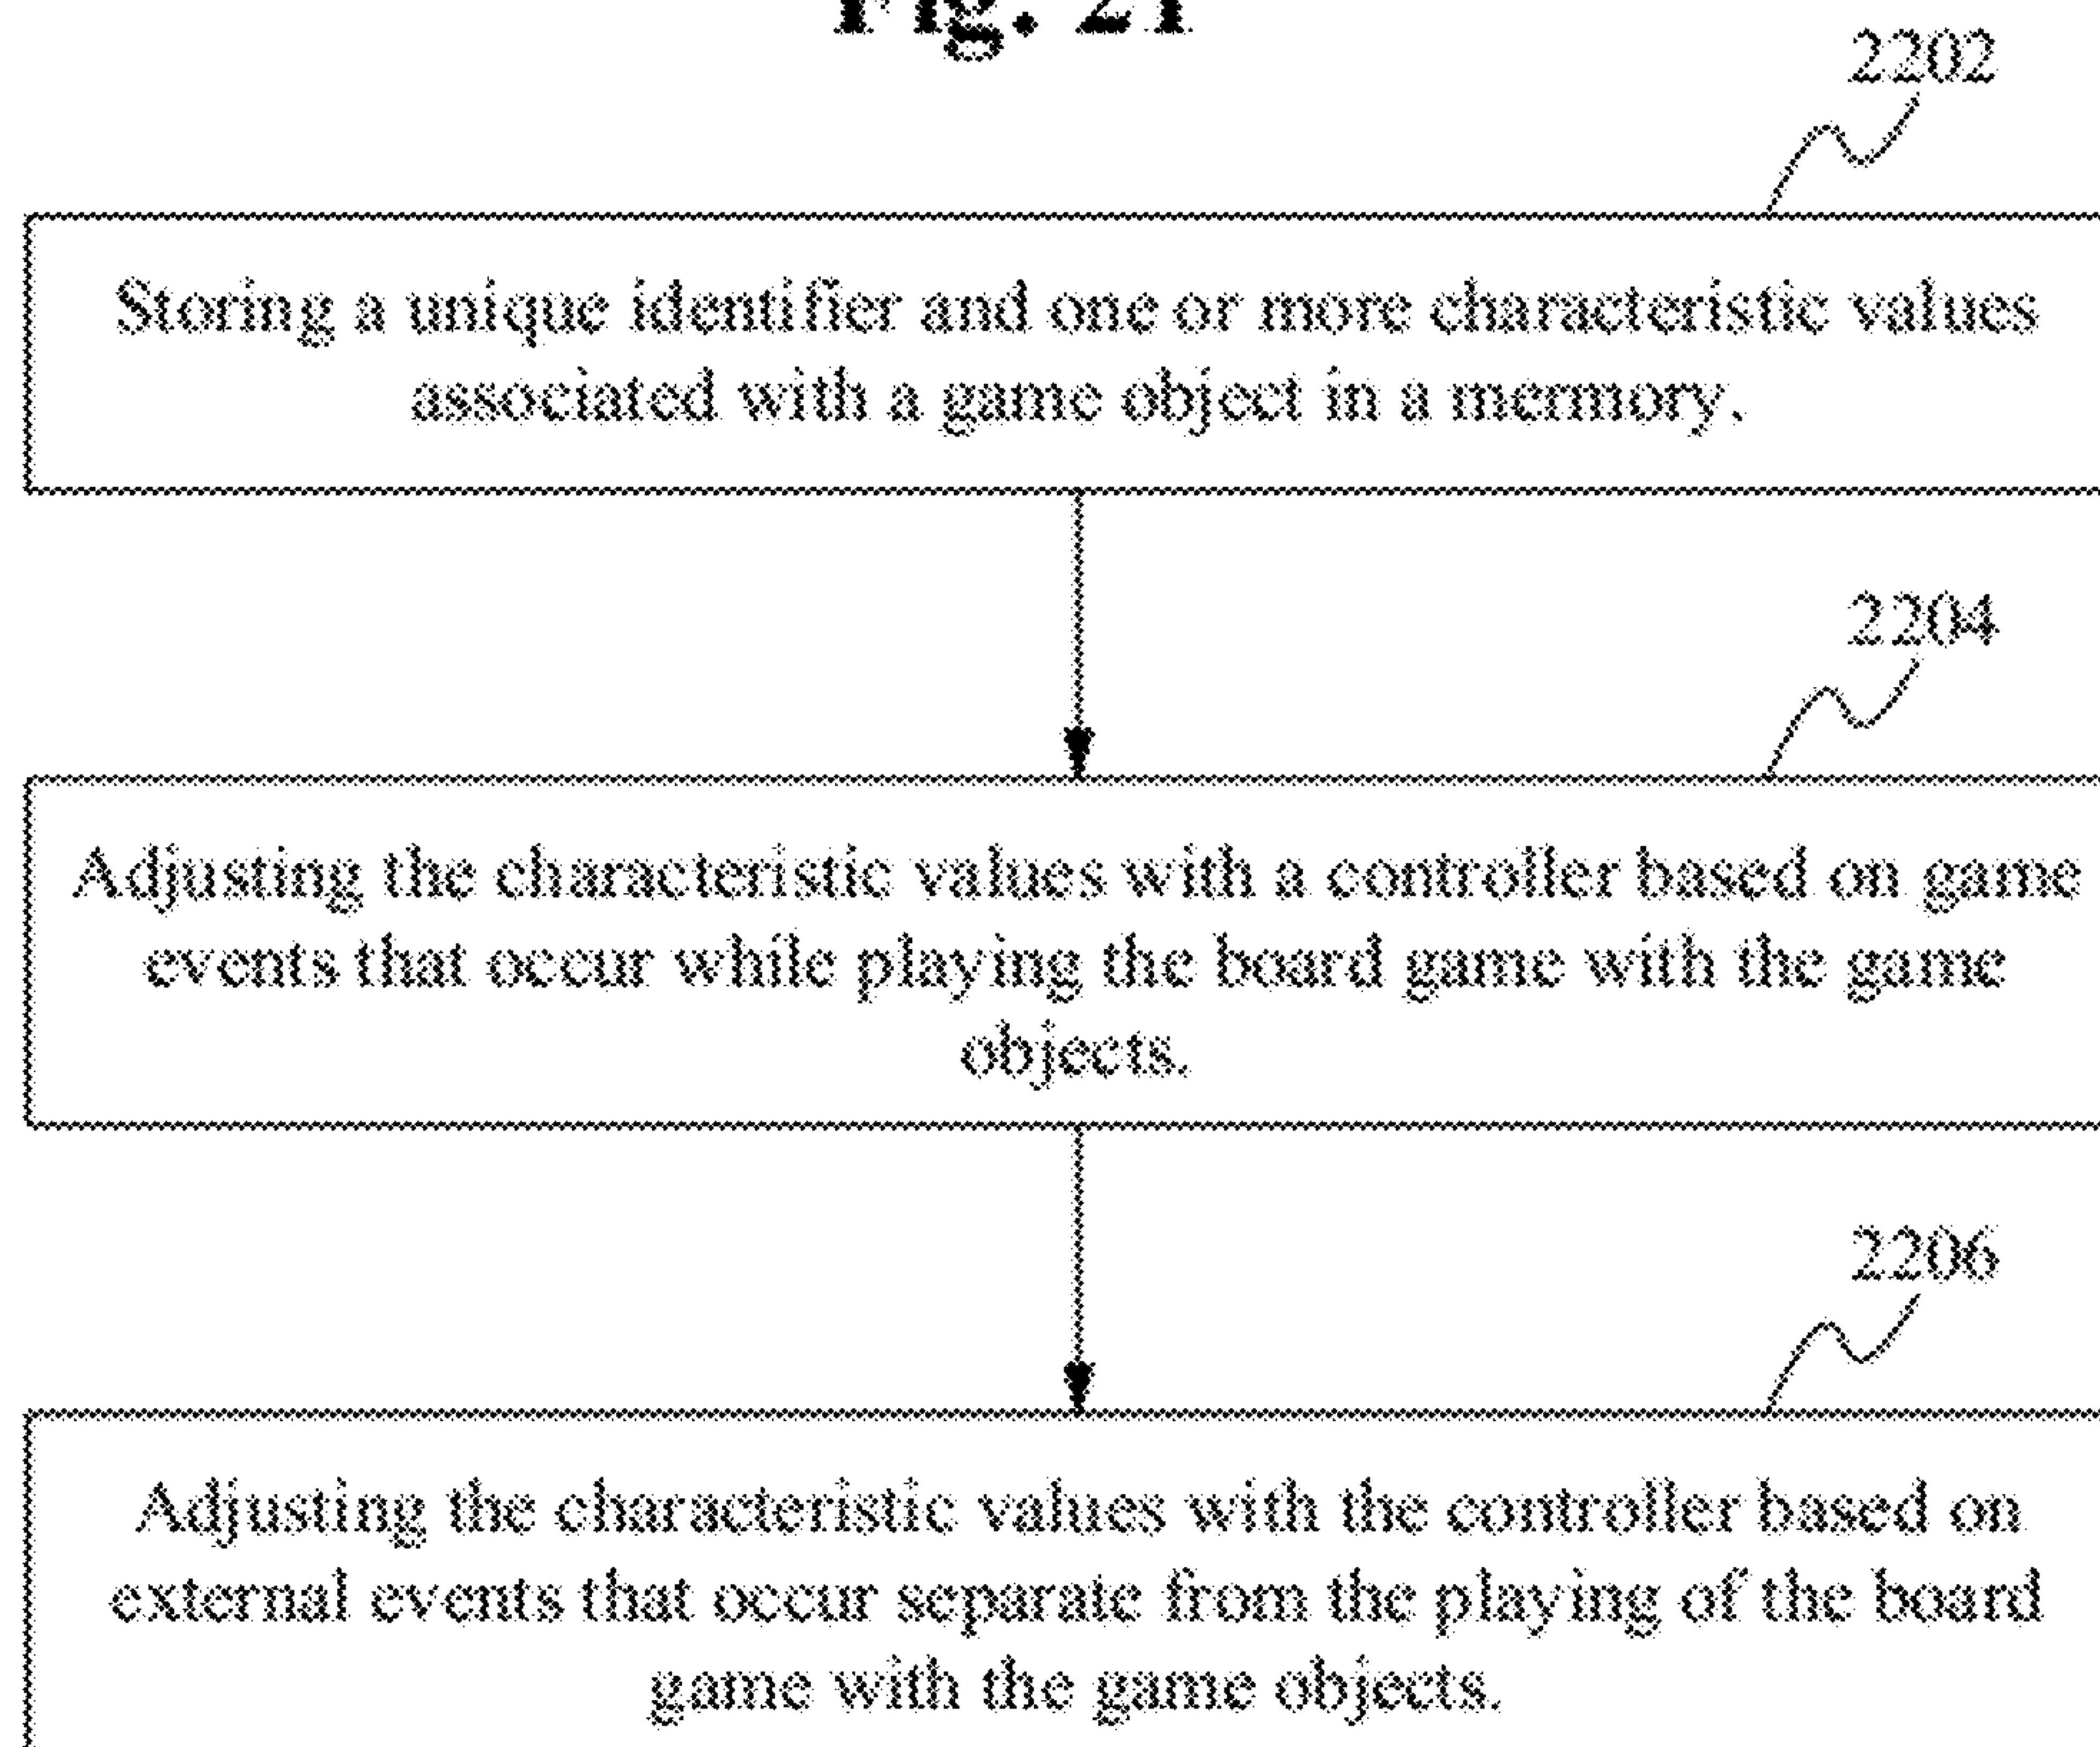 Fig. 21
2202
Storing a unique identifier and one or more characteristic values
associated with a game object in a memory.
2204
Adjusting the characteristic values with a controller based on game
events that occur while playing the board game with the game
objects.
2206
Adjusting the characteristic values with the controller based on
external events that occur separate from the playing of the board
game with the game objects.